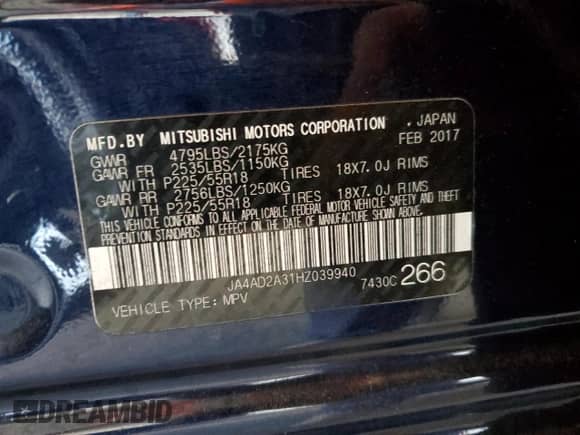 MFD.BY MITSUBISHI MOTORS CORPORATION . JAPAN
GVWR 4795LBS/2175KG FEB 2017
GAWR FR 2535LBS/1150KG
WITH P225/55R18 TIRES 18X7.0J RIMS
GAWR RR 2756LBS/1250KG
WITH P225/55R18 TIRES 18X7.0J RIMS
THIS VEHICLE CONFORMS TO ALL APPLICABLE FEDERAL MOTOR VEHICLE SAFETY AND THEFT
PREVENTION STANDARDS IN EFFECT ON THE DATE OF MANUFACTURE SHOWN ABOVE.
JA4AD2A31HZ039940
7430C 266
VEHICLE TYPE: MPV
DREAMBID